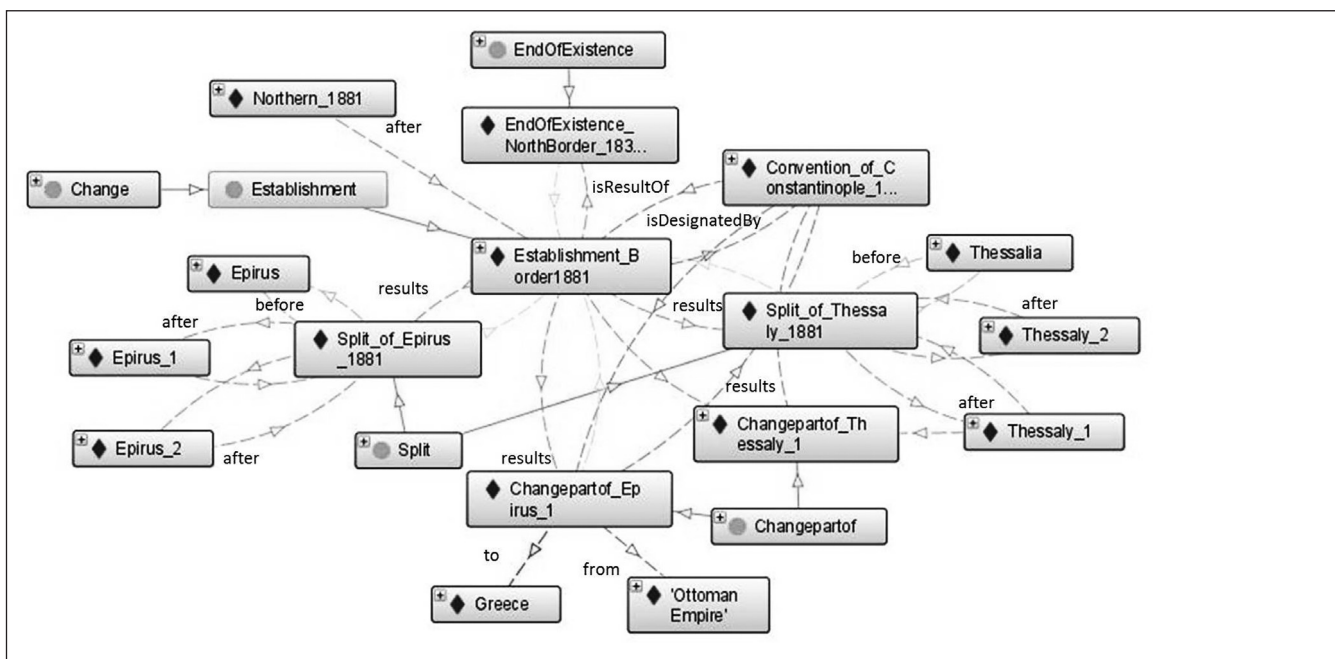 EndOfExistence
Northern_1881
after
EndOfExistence_
NorthBorder_183...
Change
Establishment
isResultOf
Convention_of_C
onstantinople_1...
isDesignatedBy
Establishment_B
order1881
Epirus
before
results
Thessalia
before
after
Epirus_1
Split_of_Epirus
_1881
results
Split_of_Thessa
ly_1881
after
Thessaly_2
Epirus_2
after
Split
results
Changepartof_Th
essaly_1
after
Thessaly_1
results
Changepartof_Ep
irus_1
Changepartof
to
from
Greece
'Ottoman
Empire'